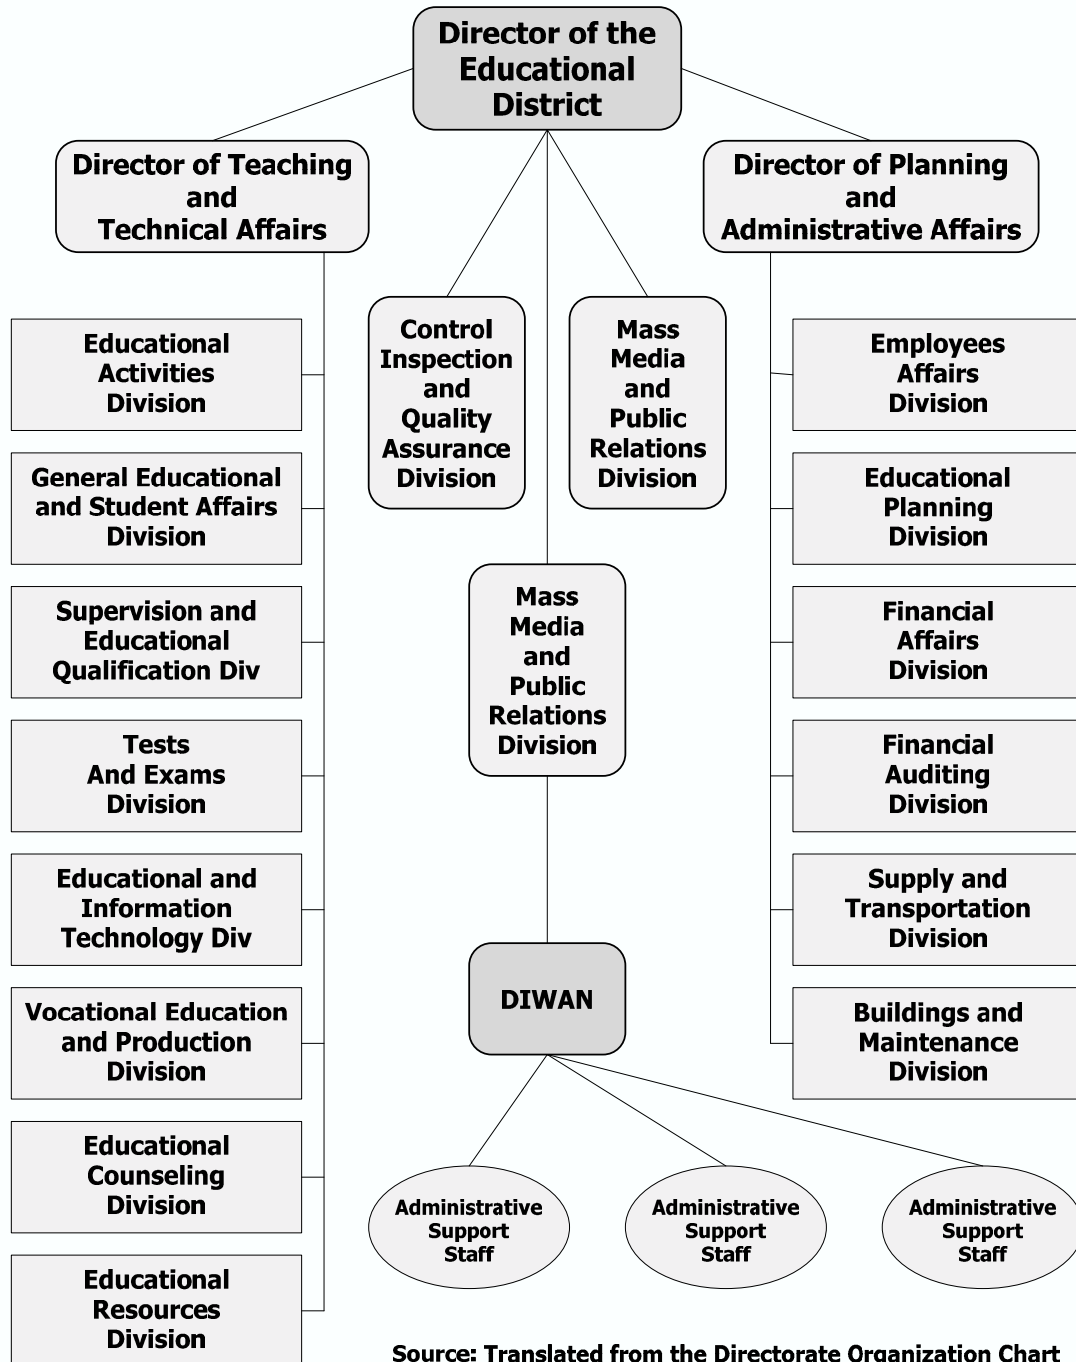 Director of the
Educational
District
Director of Teaching
and
Technical Affairs
Director of Planning
and
Administrative Affairs
Educational
Activities
Division
General Educational
and Student Affairs
Division
Supervision and
Educational
Qualification Div
Tests
And Exams
Division
Educational and
Information
Technology Div
Vocational Education
and Production
Division
Educational
Counseling
Division
Educational
Resources
Division
Control
Inspection
and
Quality
Assurance
Division
Mass
Media
and
Public
Relations
Division
Mass
Media
and
Public
Relations
Division
DIWAN
Administrative
Support
Staff
Administrative
Support
Staff
Administrative
Support
Staff
Employees
Affairs
Division
Educational
Planning
Division
Financial
Affairs
Division
Financial
Auditing
Division
Supply and
Transportation
Division
Buildings and
Maintenance
Division
Source: Translated from the Directorate Organization Chart